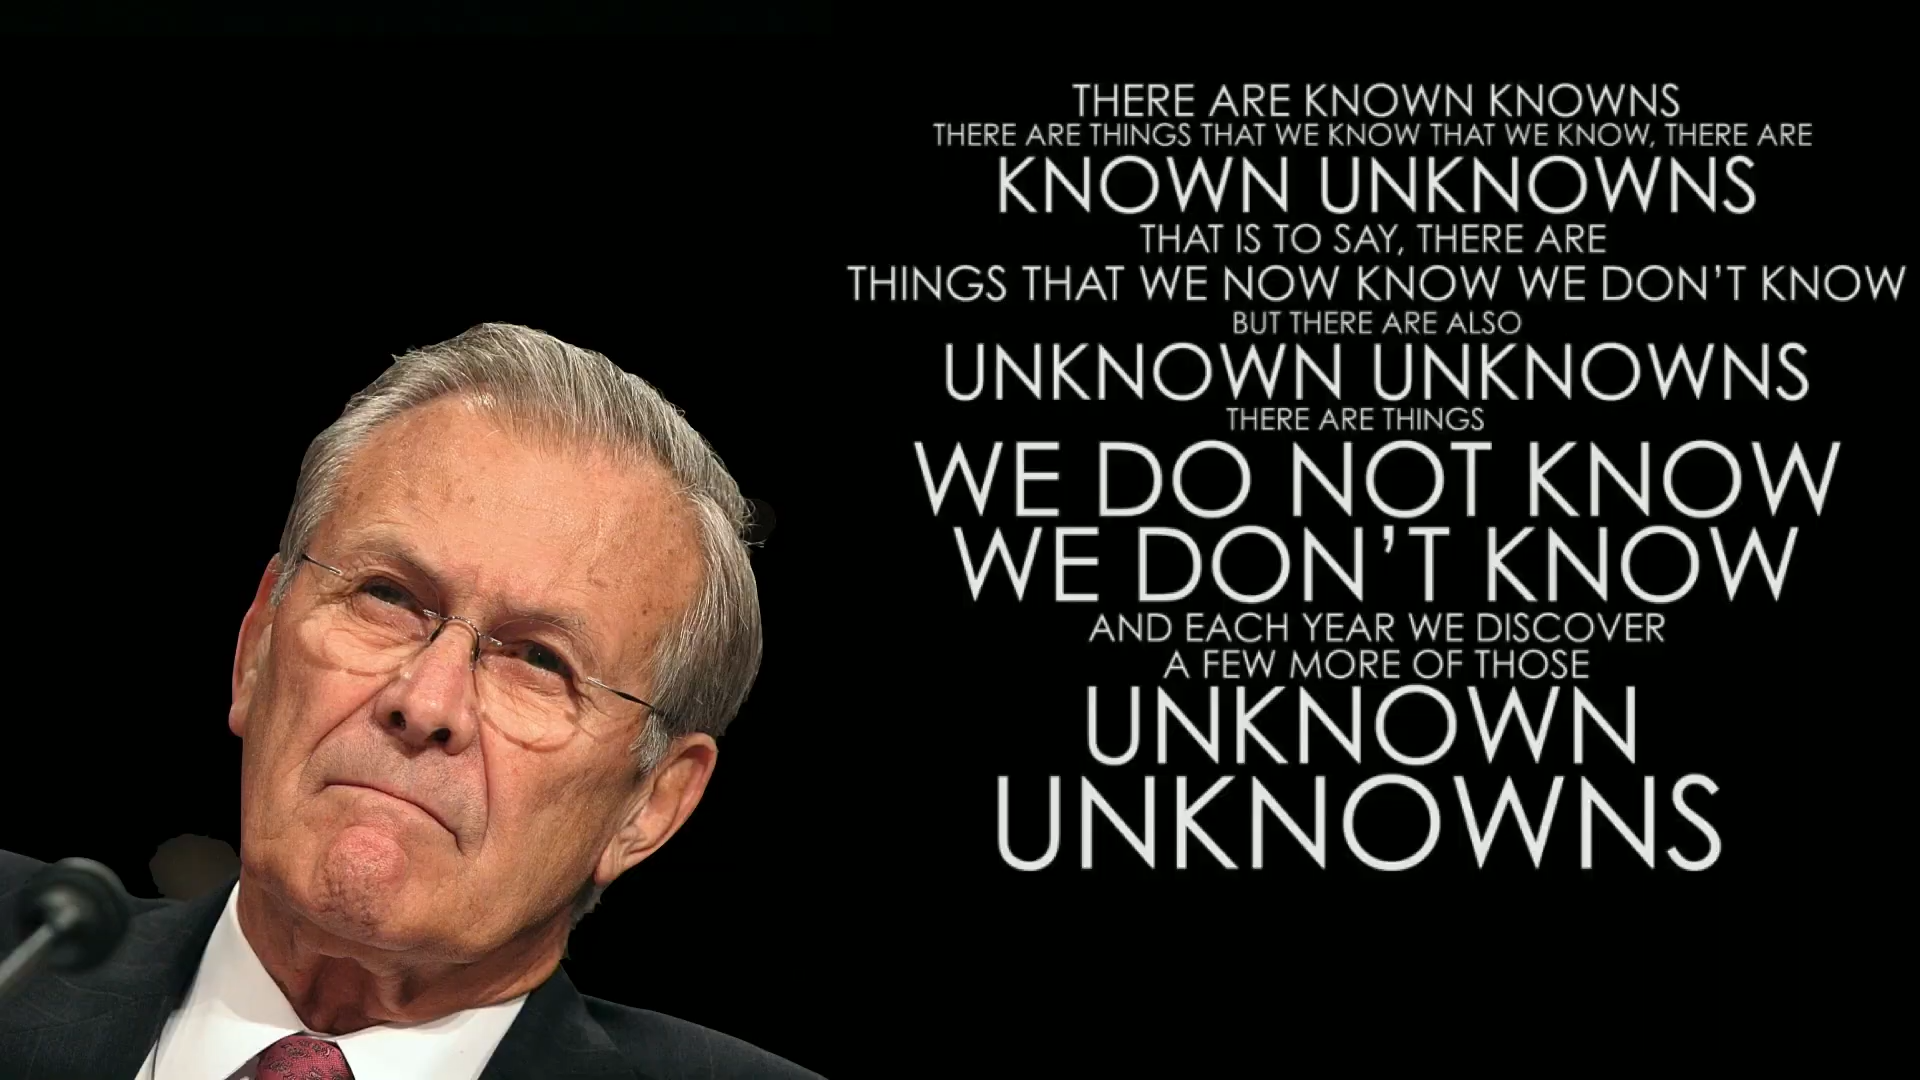 THERE ARE KNOWN KNOWNS
THERE ARE THINGS THAT WE KNOW THAT WE KNOW, THERE ARE
KNOWN UNKNOWNS
THAT IS TO SAY, THERE ARE
THINGS THAT WE NOW KNOW WE DON'T KNOW
BUT THERE ARE ALSO
UNKNOWN UNKNOWNS
THERE ARE THINGS
WE DO NOT KNOW
WE DON'T KNOW
AND EACH YEAR WE DISCOVER
A FEW MORE OF THOSE
UNKNOWN
UNKNOWNS